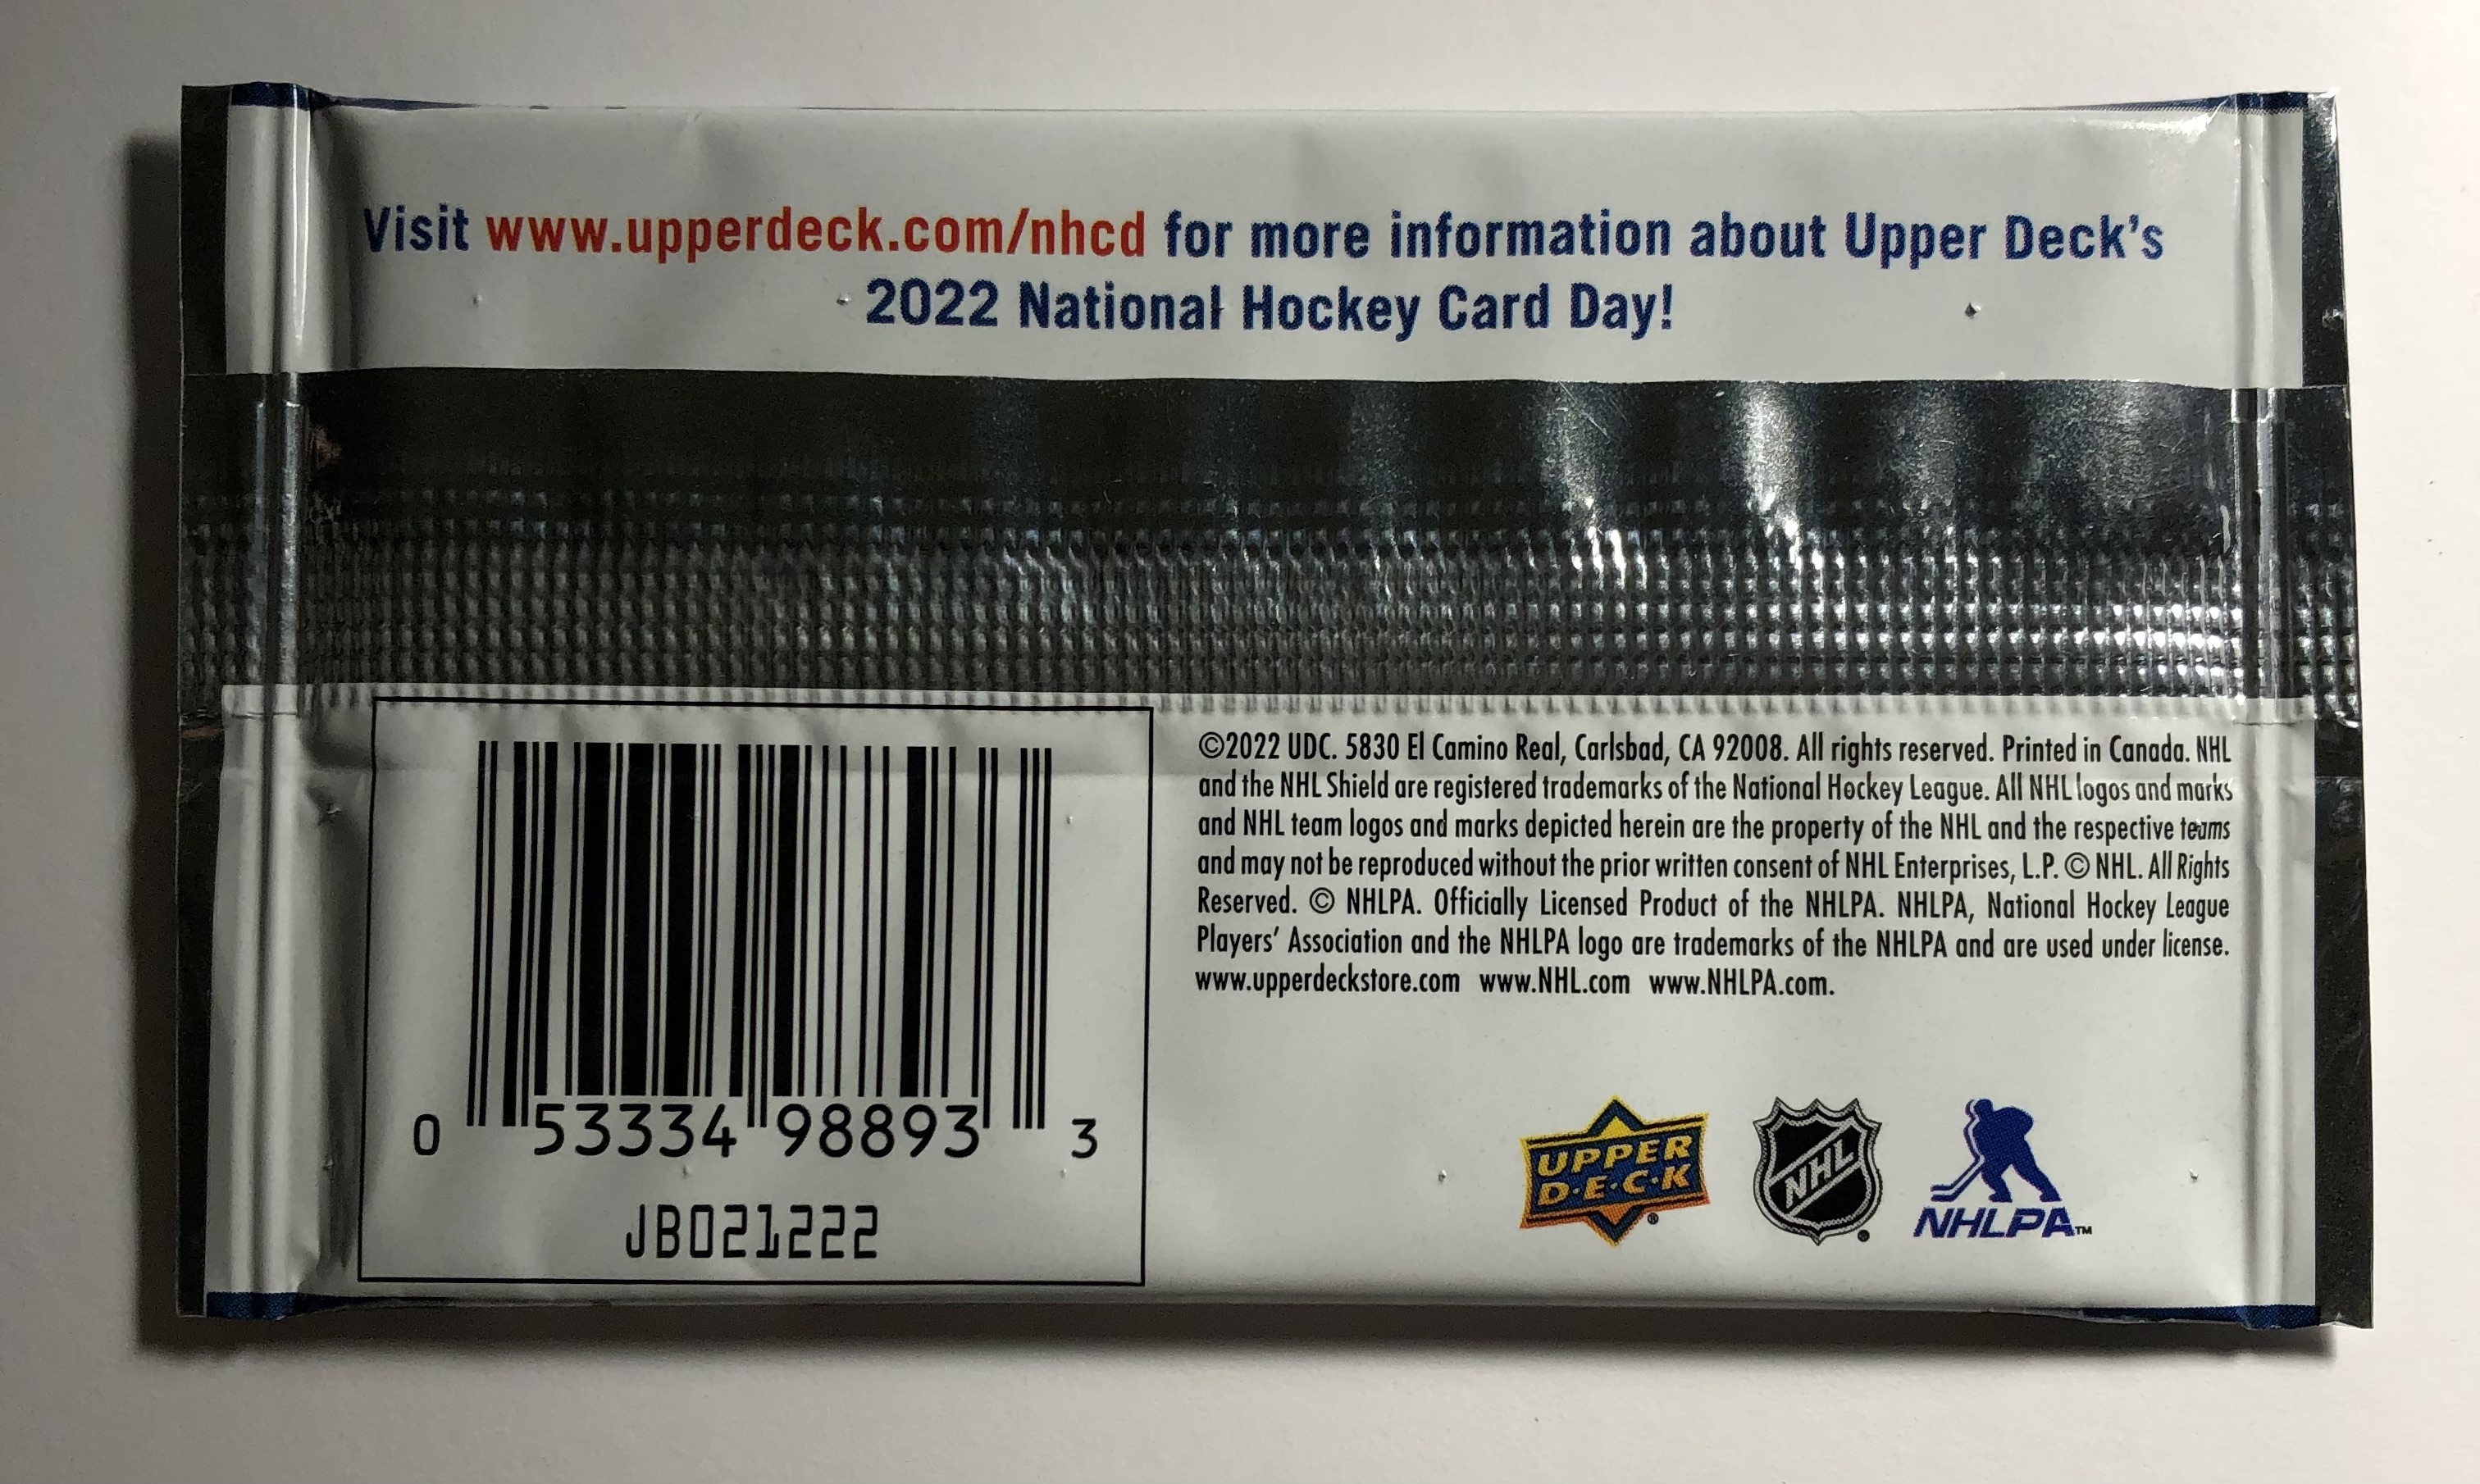 Visit www.upperdeck.com/nhcd for more information about Upper Deck's
2022 National Hockey Card Day!
©2022 UDC. 5830 El Camino Real, Carlsbad, CA 92008. All rights reserved. Printed in Canada. NHL
and the NHL Shield are registered trademarks of the National Hockey League. All NHL logos and marks
and NHL team logos and marks depicted herein are the property of the NHL and the respective teams
and may not be reproduced without the prior written consent of NHL Enterprises, L.P. © NHL. All Rights
Reserved. © NHLPA. Officially Licensed Product of the NHLPA. NHLPA, National Hockey League
Players' Association and the NHLPA logo are trademarks of the NHLPA and are used under license.
www.upperdeckstore.com www.NHL.com www.NHLPA.com.
0 53334 98893 3
JB021222
UPPER
D·E·C·K®
NHL®
NHLPA™